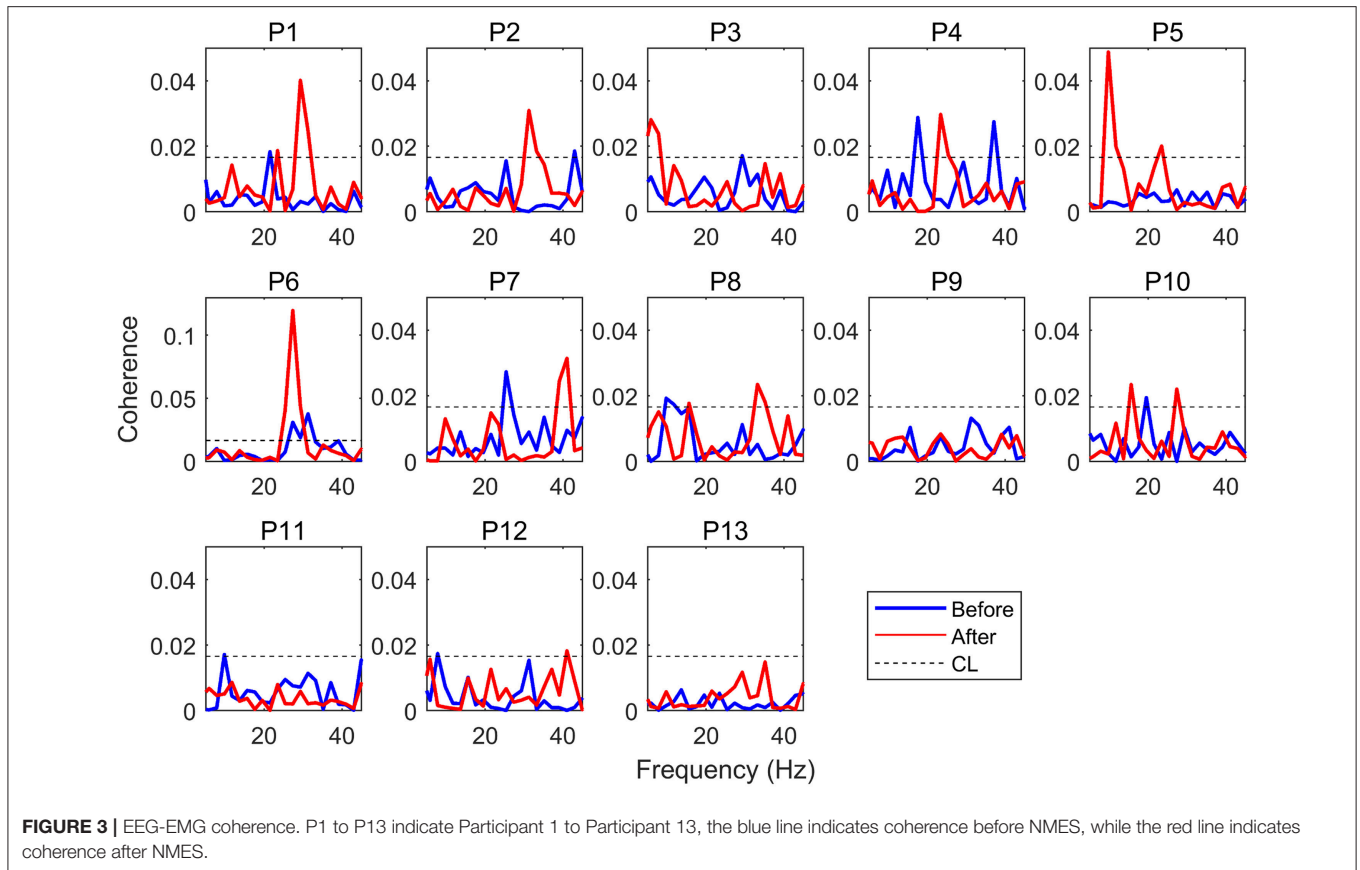 P1 P2 P3 P4 P5
0.04 0.04 0.04 0.04 0.04
0.02 0.02 0.02 0.02 0.02
0 0 0 0 0
20 40 20 40 20 40 20 40 20 40
P6 P7 P8 P9 P10
0.1 0.04 0.04 0.04 0.04
0.05 0.02 0.02 0.02 0.02
0 0 0 0 0
20 40 20 40 20 40 20 40 20 40
Coherence
P11 P12 P13
0.04 0.04 0.04
0.02 0.02 0.02
0 0 0
20 40 20 40 20 40
Before
After
CL
Frequency (Hz)
FIGURE 3 | EEG-EMG coherence. P1 to P13 indicate Participant 1 to Participant 13, the blue line indicates coherence before NMES, while the red line indicates
coherence after NMES.